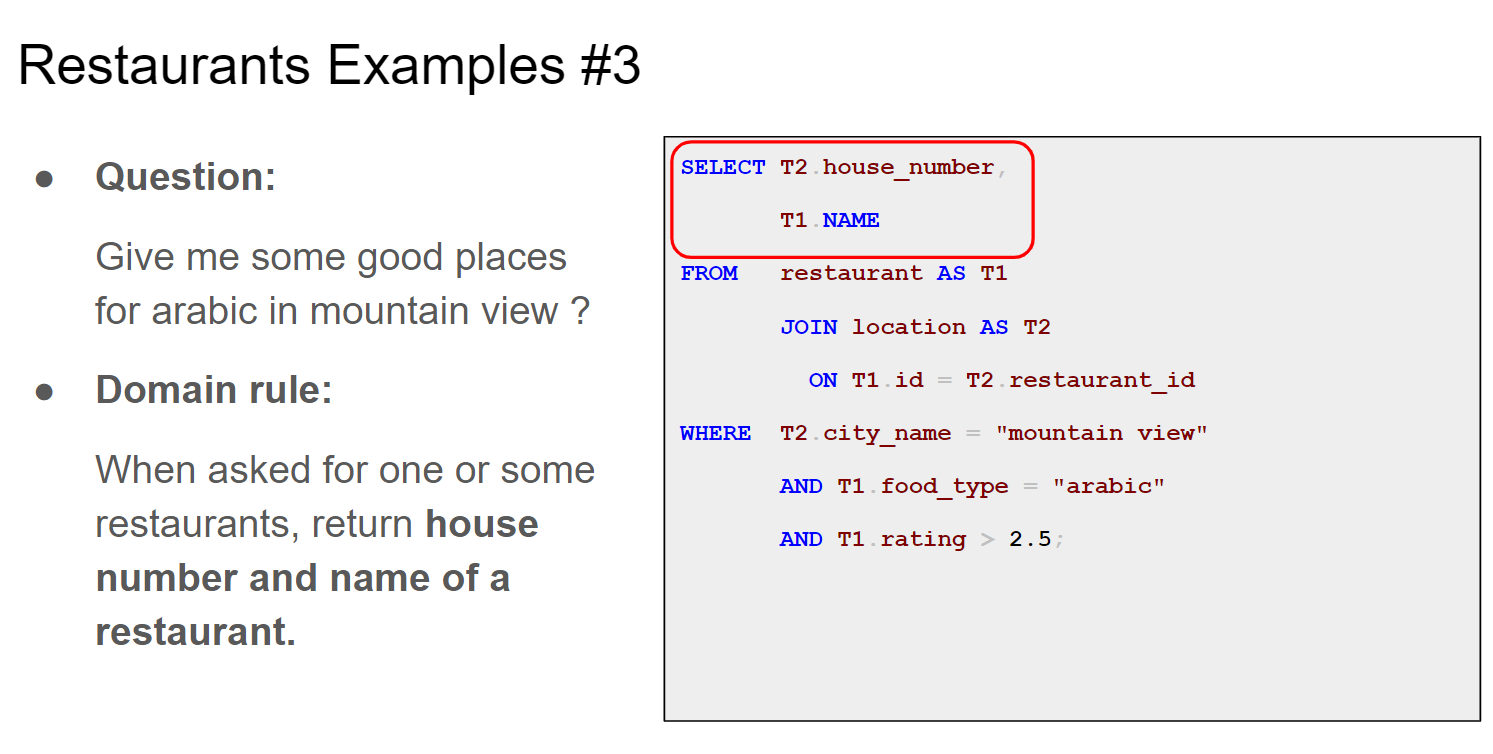 Restaurants Examples #3
● Question:
Give me some good places
for arabic in mountain view ?
● Domain rule:
When asked for one or some
restaurants, return house
number and name of a
restaurant.
SELECT T2.house_number,
T1.NAME
FROM restaurant AS T1
JOIN location AS T2
ON T1.id = T2.restaurant_id
WHERE T2.city_name = "mountain view"
AND T1.food_type = "arabic"
AND T1.rating > 2.5;